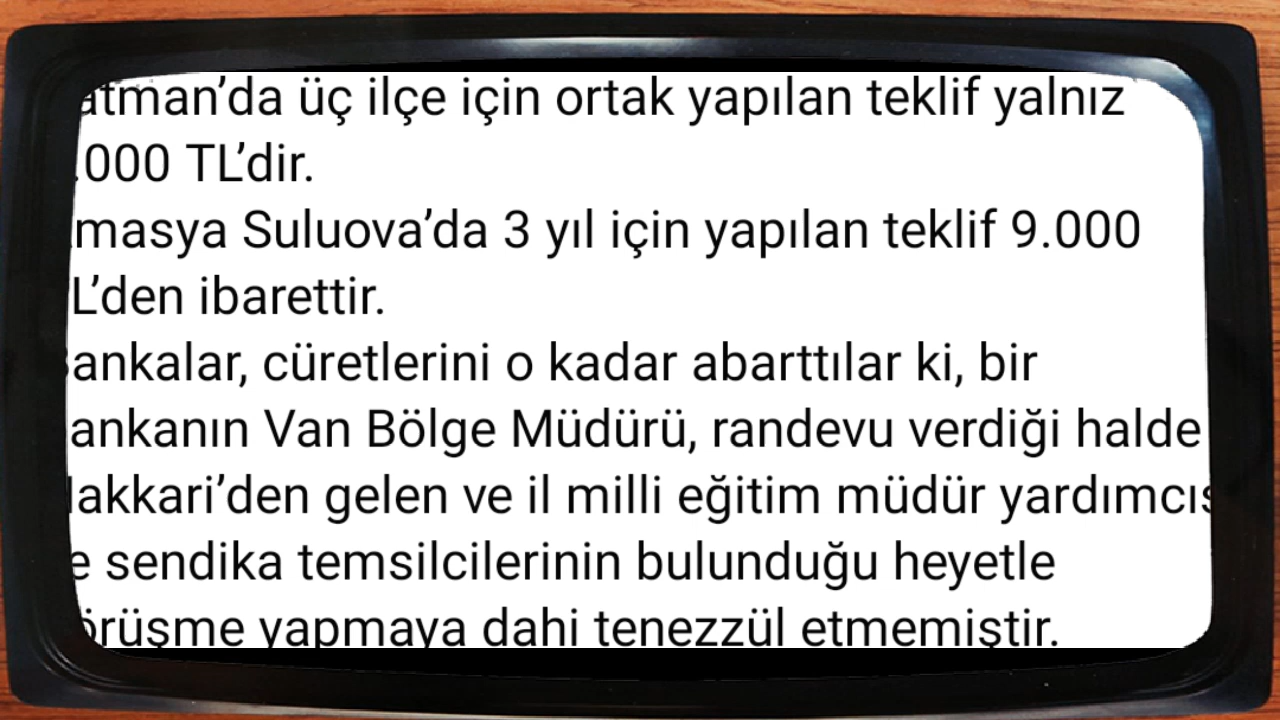 atman’da üç ilçe için ortak yapılan teklif yalnız
.000 TL’dir.
masya Suluova’da 3 yıl için yapılan teklif 9.000
L’den ibarettir.
ankalar, cüretlerini o kadar abarttılar ki, bir
ankanın Van Bölge Müdürü, randevu verdiği halde
akkari’den gelen ve il milli eğitim müdür yardımcıs
e sendika temsilcilerinin bulunduğu heyetle
örüşme yapmaya dahi tenezzül etmemiştir.